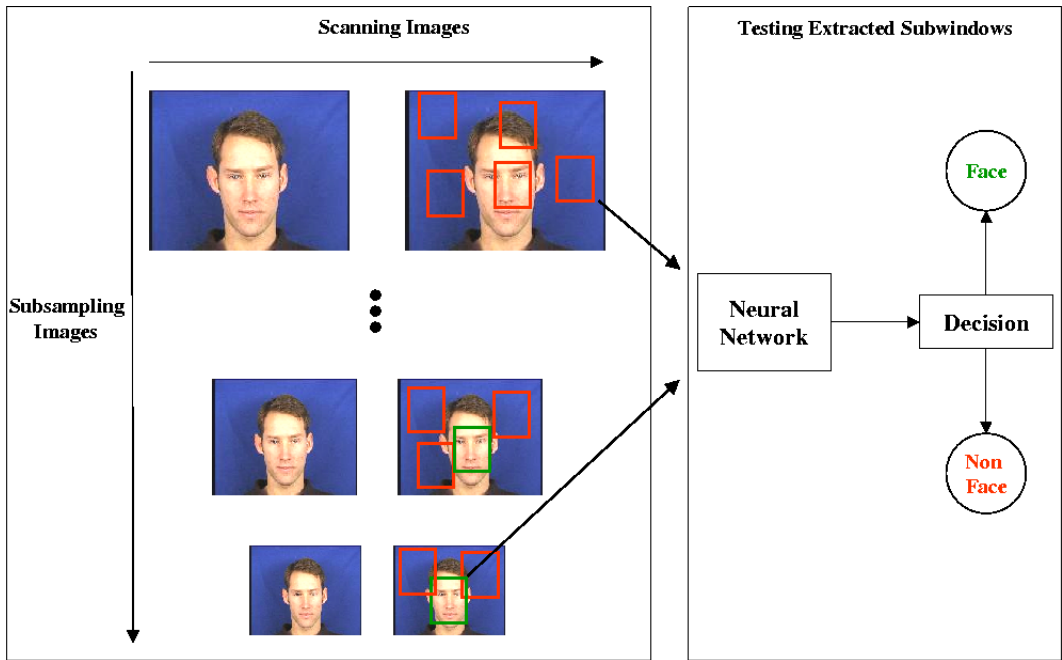 Scanning Images
Testing Extracted Subwindows
Face
Subsampling
Images
Neural
Network
Decision
Non
Face